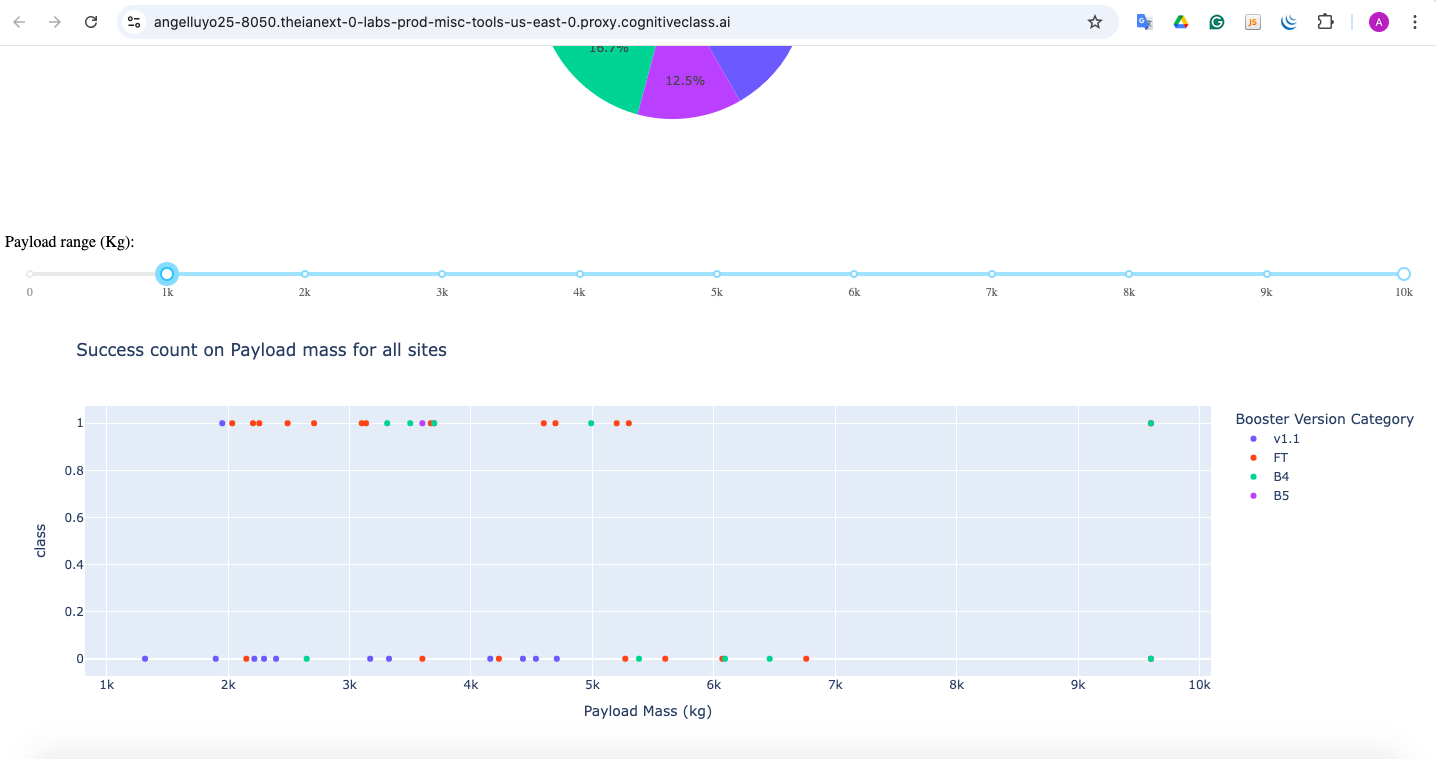 angelluyo25-8050.theianext-0-labs-prod-misc-tools-us-east-0.proxy.cognitiveclass.ai
JS
A
16.7%
12.5%
Payload range (Kg):
0 1k 2k 3k 4k 5k 6k 7k 8k 9k 10k
Success count on Payload mass for all sites
Booster Version Category
v1.1
FT
B4
B5
1
0.8
0.6
0.4
0.2
0
class
1k 2k 3k 4k 5k 6k 7k 8k 9k 10k
Payload Mass (kg)